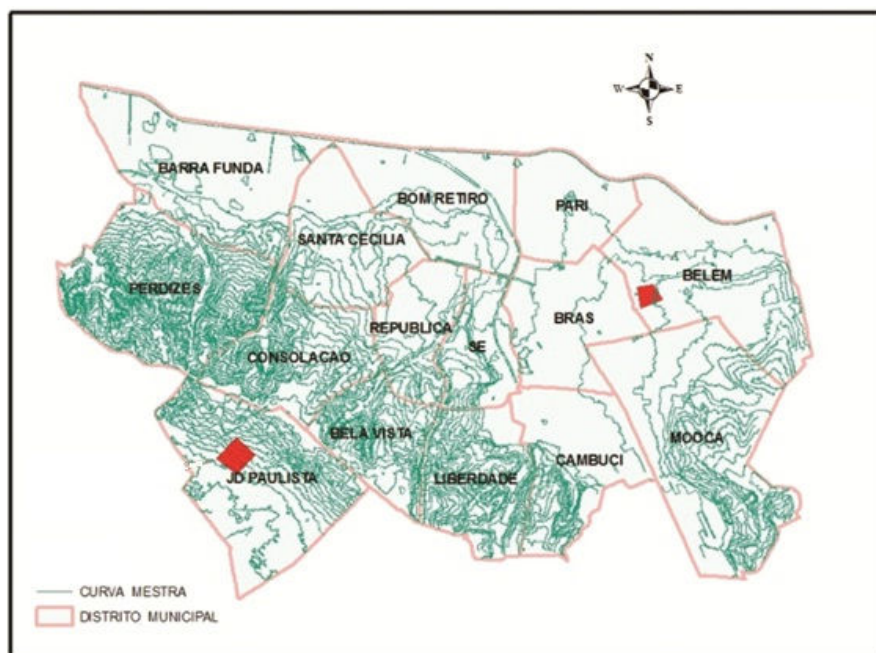 N
W E
S
BARRA FUNDA
BOM RETIRO
PARI
SANTA CECILIA
BELEM
PERDIZES
REPUBLICA
BRAS
SE
CONSOLACAO
BELA VISTA
MOOCA
CAMBUCI
LIBERDADE
JD PAULISTA
CURVA MESTRA
DISTRITO MUNICIPAL